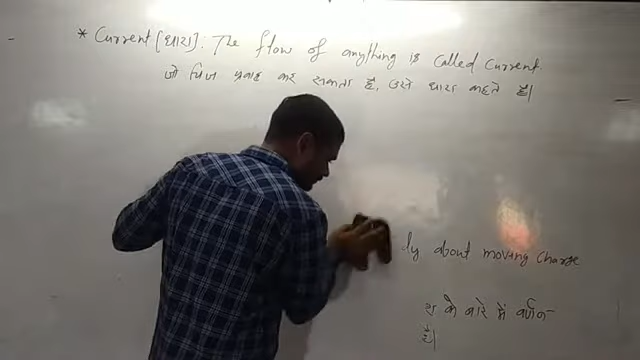 * Current [धारा] : The flow of anything is called Current.
जो चिज प्रवाह कर सकता है, उसे धारा कहते हैं।
ly about moving charge
के बारे में वर्णन
है।